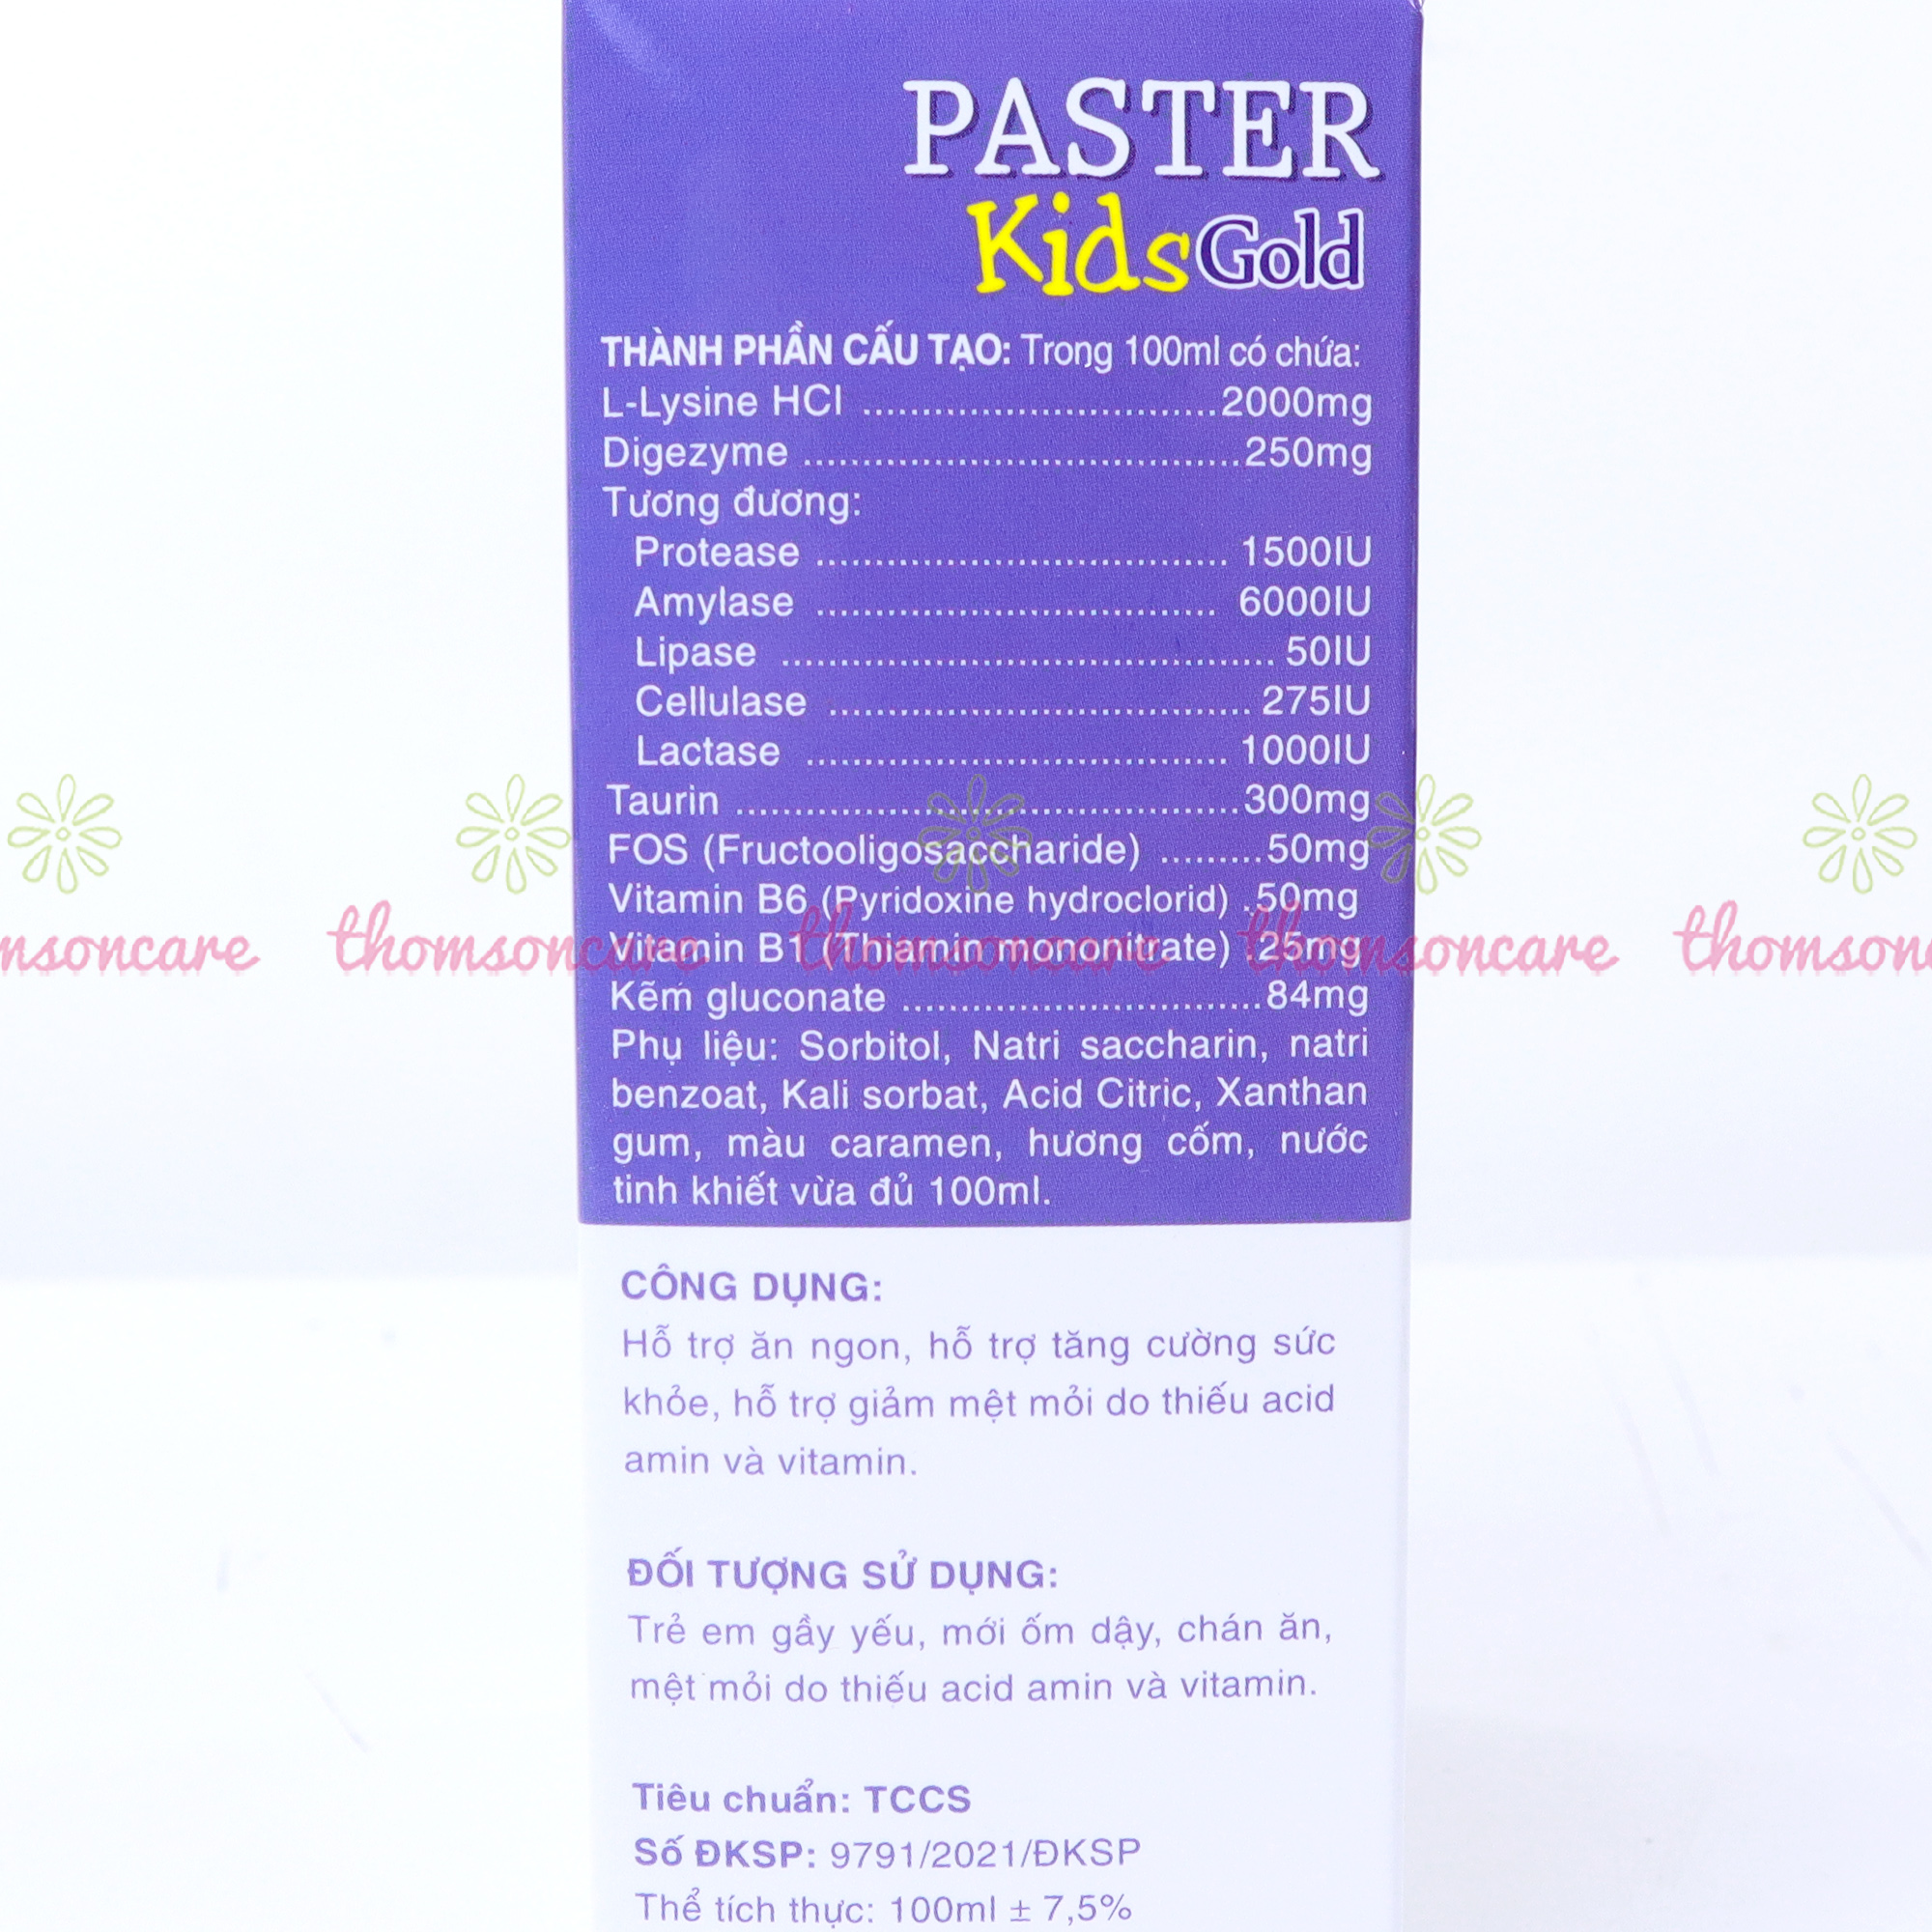 PASTER
Kids Gold
THÀNH PHẦN CẤU TẠO: Trong 100ml có chứa:
L-Lysine HCl ..............................2000mg
Digezyme .....................................250mg
Tương đương:
Protease ................................... 1500IU
Amylase .................................. 6000IU
Lipase .......................................... 50IU
Cellulase .................................... 275IU
Lactase .................................... 1000IU
Taurin ...........................................300mg
FOS (Fructooligosaccharide) .........50mg
Vitamin B6 (Pyridoxine hydroclorid) .50mg
Vitamin B1 (Thiamin mononitrate) .25mg
Kẽm gluconate ...............................84mg
Phụ liệu: Sorbitol, Natri saccharin, natri
benzoat, Kali sorbat, Acid Citric, Xanthan
gum, màu caramen, hương cốm, nước
tinh khiết vừa đủ 100ml.
msoncare thomsoncare thomsoncare thomsoncare thomson
CÔNG DỤNG:
Hỗ trợ ăn ngon, hỗ trợ tăng cường sức
khỏe, hỗ trợ giảm mệt mỏi do thiếu acid
amin và vitamin.
ĐỐI TƯỢNG SỬ DỤNG:
Trẻ em gầy yếu, mới ốm dậy, chán ăn,
mệt mỏi do thiếu acid amin và vitamin.
Tiêu chuẩn: TCCS
Số ĐKSP: 9791/2021/ĐKSP
Thể tích thực: 100ml ± 7,5%